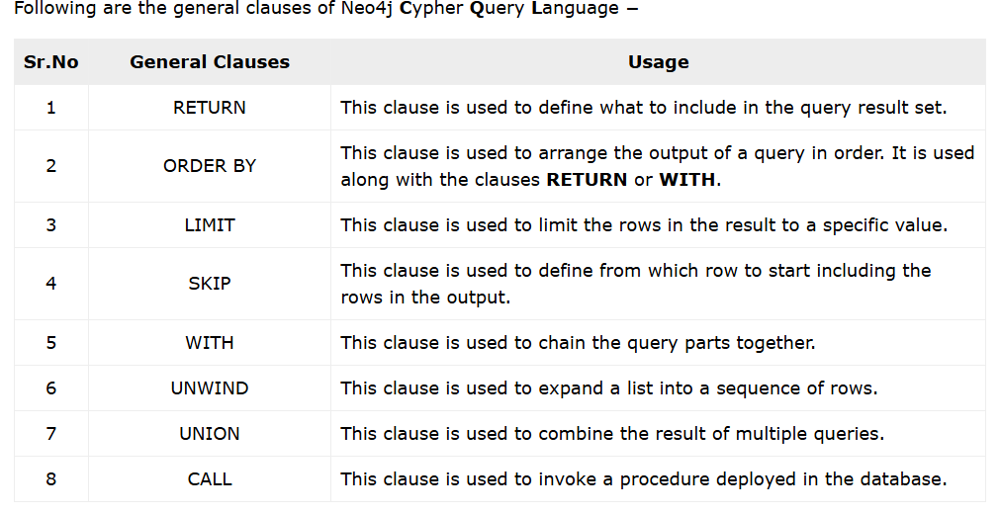 Following are the general clauses of Neo4j Cypher Query Language −
Sr.No General Clauses Usage
1 RETURN This clause is used to define what to include in the query result set.
2 ORDER BY This clause is used to arrange the output of a query in order. It is used
along with the clauses RETURN or WITH.
3 LIMIT This clause is used to limit the rows in the result to a specific value.
4 SKIP This clause is used to define from which row to start including the
rows in the output.
5 WITH This clause is used to chain the query parts together.
6 UNWIND This clause is used to expand a list into a sequence of rows.
7 UNION This clause is used to combine the result of multiple queries.
8 CALL This clause is used to invoke a procedure deployed in the database.